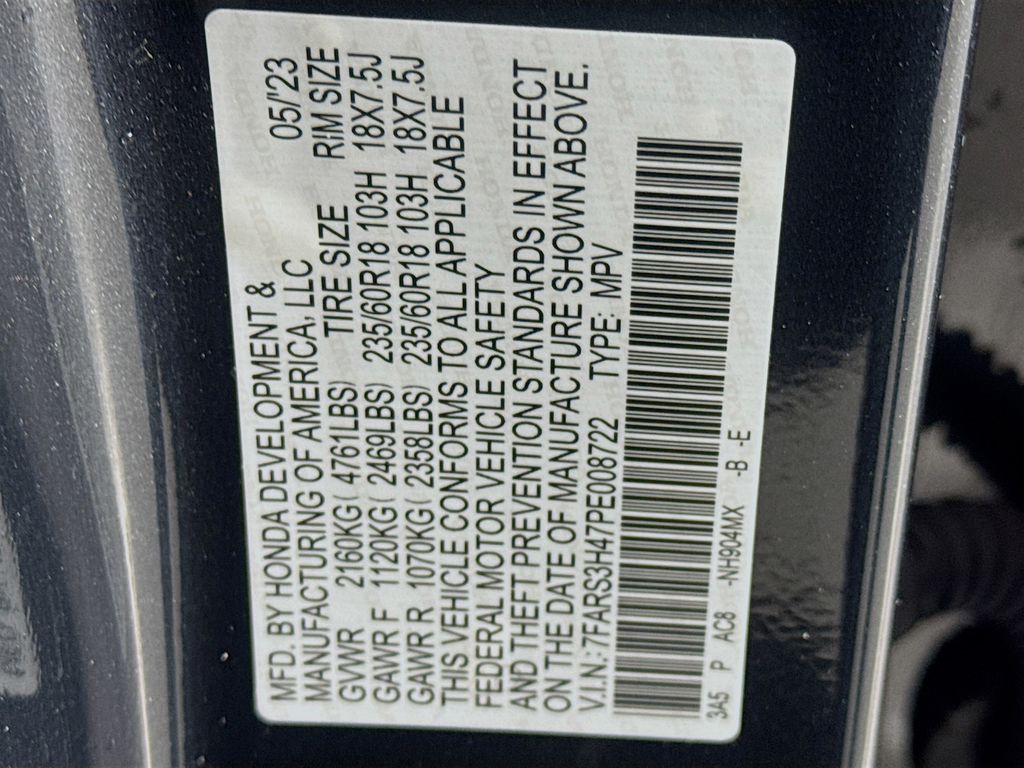 MFD. BY HONDA DEVELOPMENT & 05/'23
MANUFACTURING OF AMERICA, LLC
TIRE SIZE RIM SIZE
GVWR 2160KG( 4761LBS)
GAWR F 1120KG( 2469LBS) 235/60R18 103H 18X7.5J
GAWR R 1070KG( 2358LBS) 235/60R18 103H 18X7.5J
THIS VEHICLE CONFORMS TO ALL APPLICABLE
FEDERAL MOTOR VEHICLE SAFETY
AND THEFT PREVENTION STANDARDS IN EFFECT
ON THE DATE OF MANUFACTURE SHOWN ABOVE.
V.I.N.:7FARS3H47PE008722 TYPE: MPV
3A5 P AC8 -NH904MX -B -E